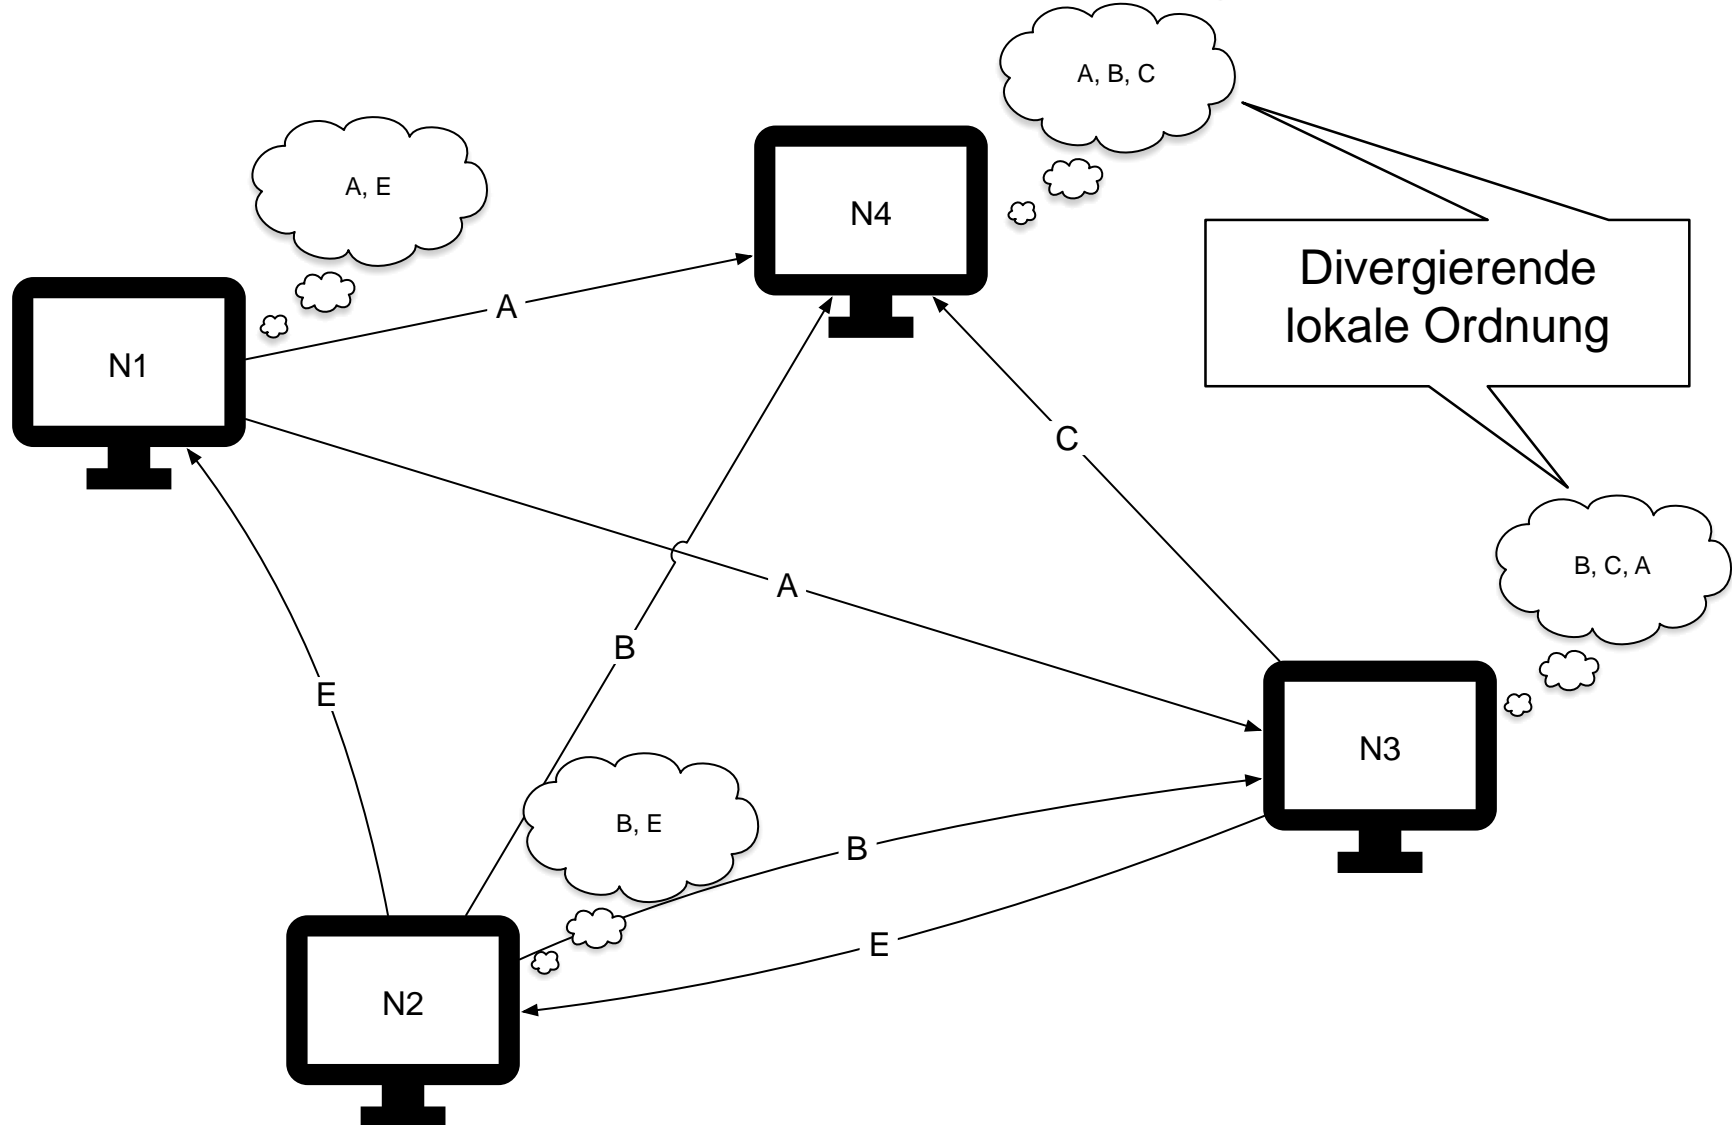 A, B, C
A, E
N4
Divergierende
lokale Ordnung
A
N1
C
B, C, A
A
B
E
N3
B, E
B
E
N2